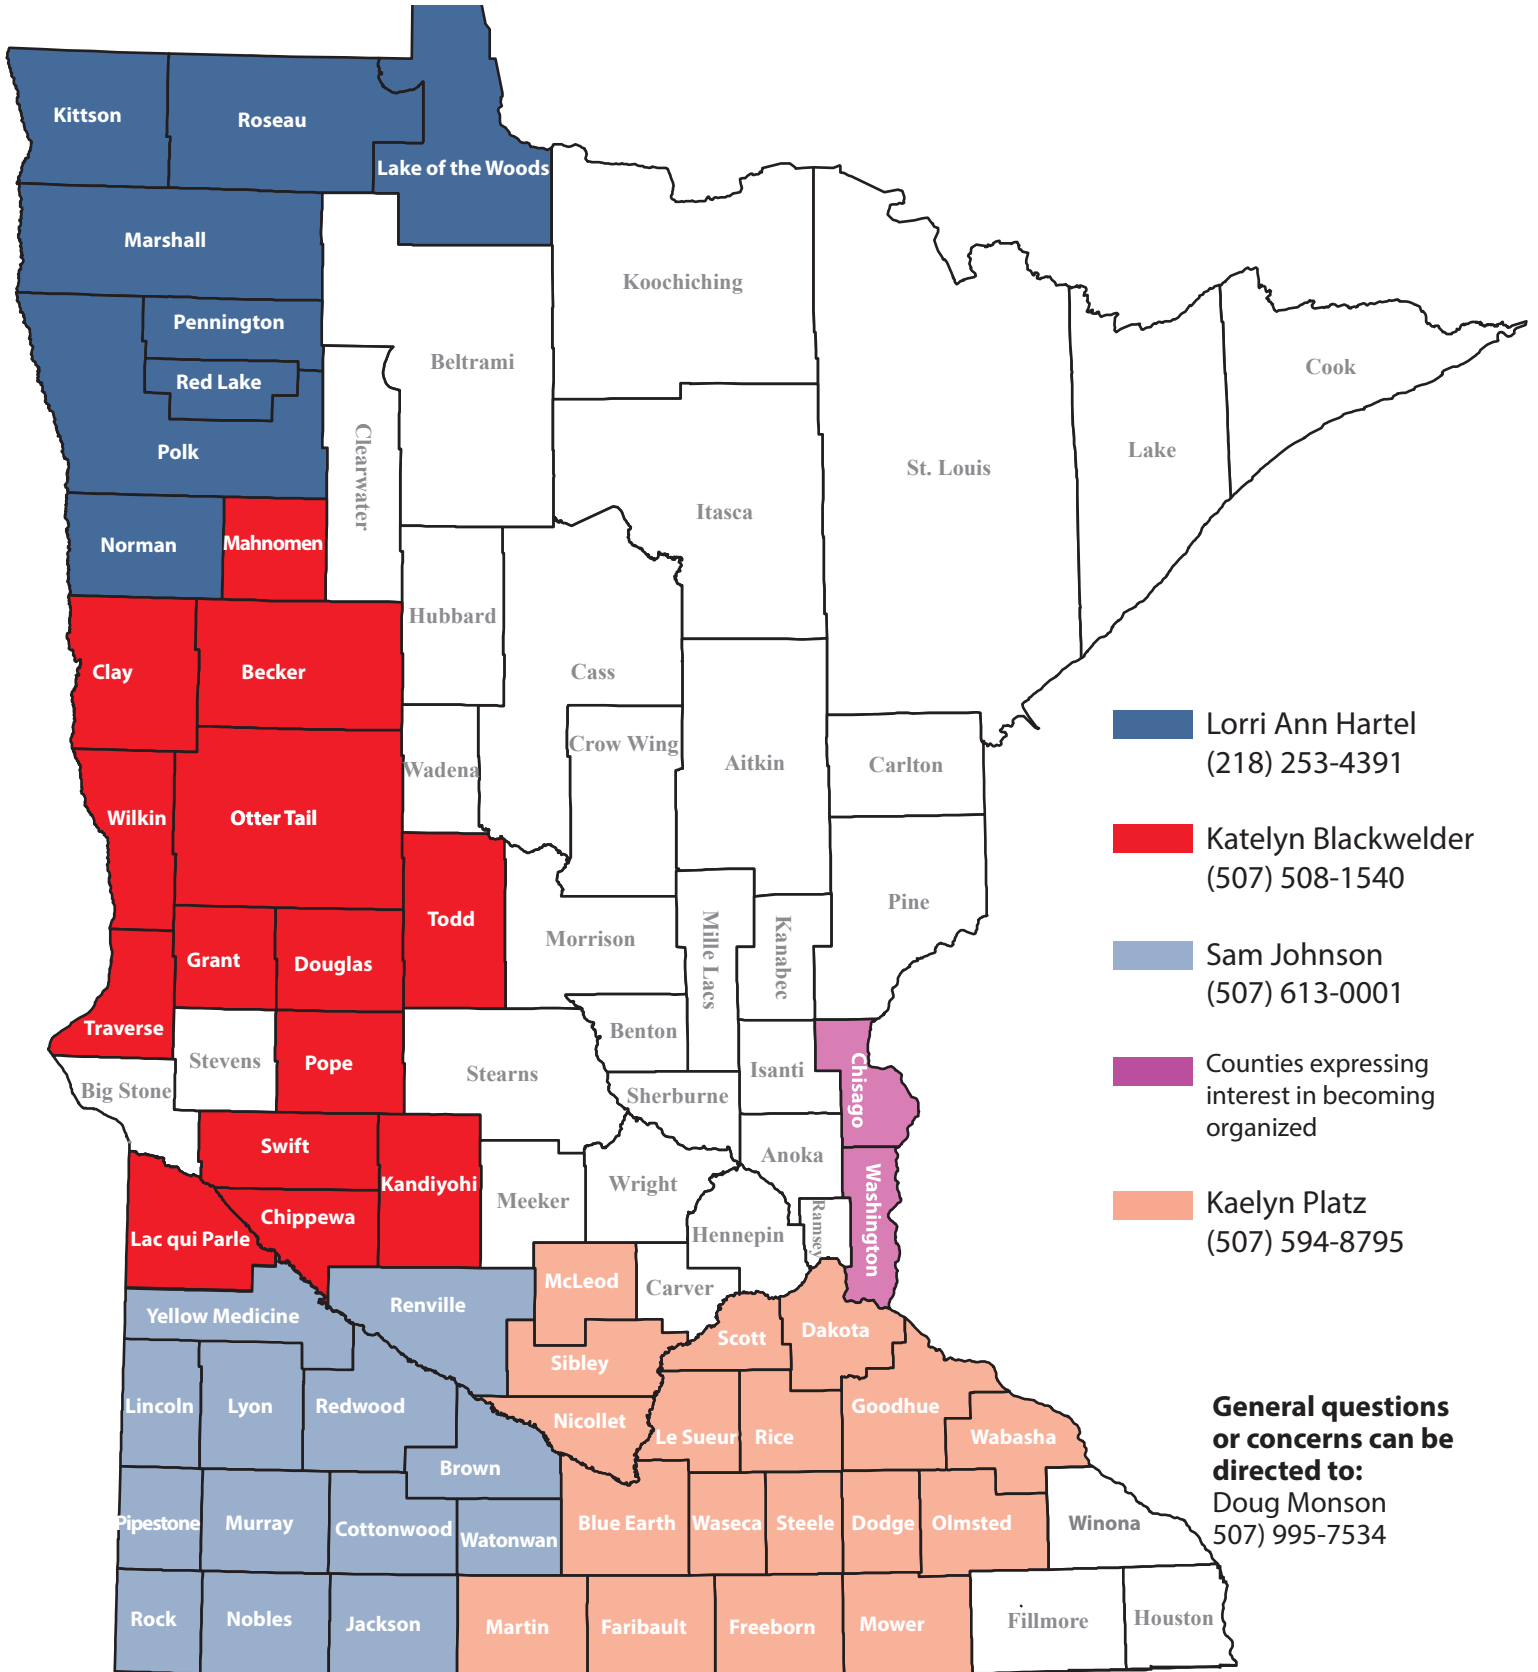 Kittson
Roseau
Lake of the Woods
Marshall
Koochiching
Pennington
Beltrami
Cook
Red Lake
Clearwater
Polk
Lake
St. Louis
Itasca
Norman
Mahnomen
Hubbard
Clay
Becker
Cass
Crow Wing
Wadena
Aitkin
Carlton
Wilkin
Otter Tail
Pine
Todd
Morrison
Mille Lacs
Kanabec
Grant
Douglas
Traverse
Benton
Stevens
Pope
Stearns
Isanti
Chisago
Big Stone
Sherburne
Swift
Anoka
Kandiyohi
Meeker
Wright
Chippewa
Lac qui Parle
Hennepin
Ramsey
Washington
McLeod
Carver
Renville
Yellow Medicine
Scott
Dakota
Sibley
Lincoln
Lyon
Redwood
Nicollet
Le Sueur
Rice
Goodhue
Wabasha
Brown
Pipestone
Murray
Cottonwood
Watonwan
Blue Earth
Waseca
Steele
Dodge
Olmsted
Winona
Rock
Nobles
Jackson
Martin
Faribault
Freeborn
Mower
Fillmore
Houston
Lorri Ann Hartel
(218) 253-4391
Katelyn Blackwelder
(507) 508-1540
Sam Johnson
(507) 613-0001
Counties expressing
interest in becoming
organized
Kaelyn Platz
(507) 594-8795
General questions
or concerns can be
directed to:
Doug Monson
507) 995-7534